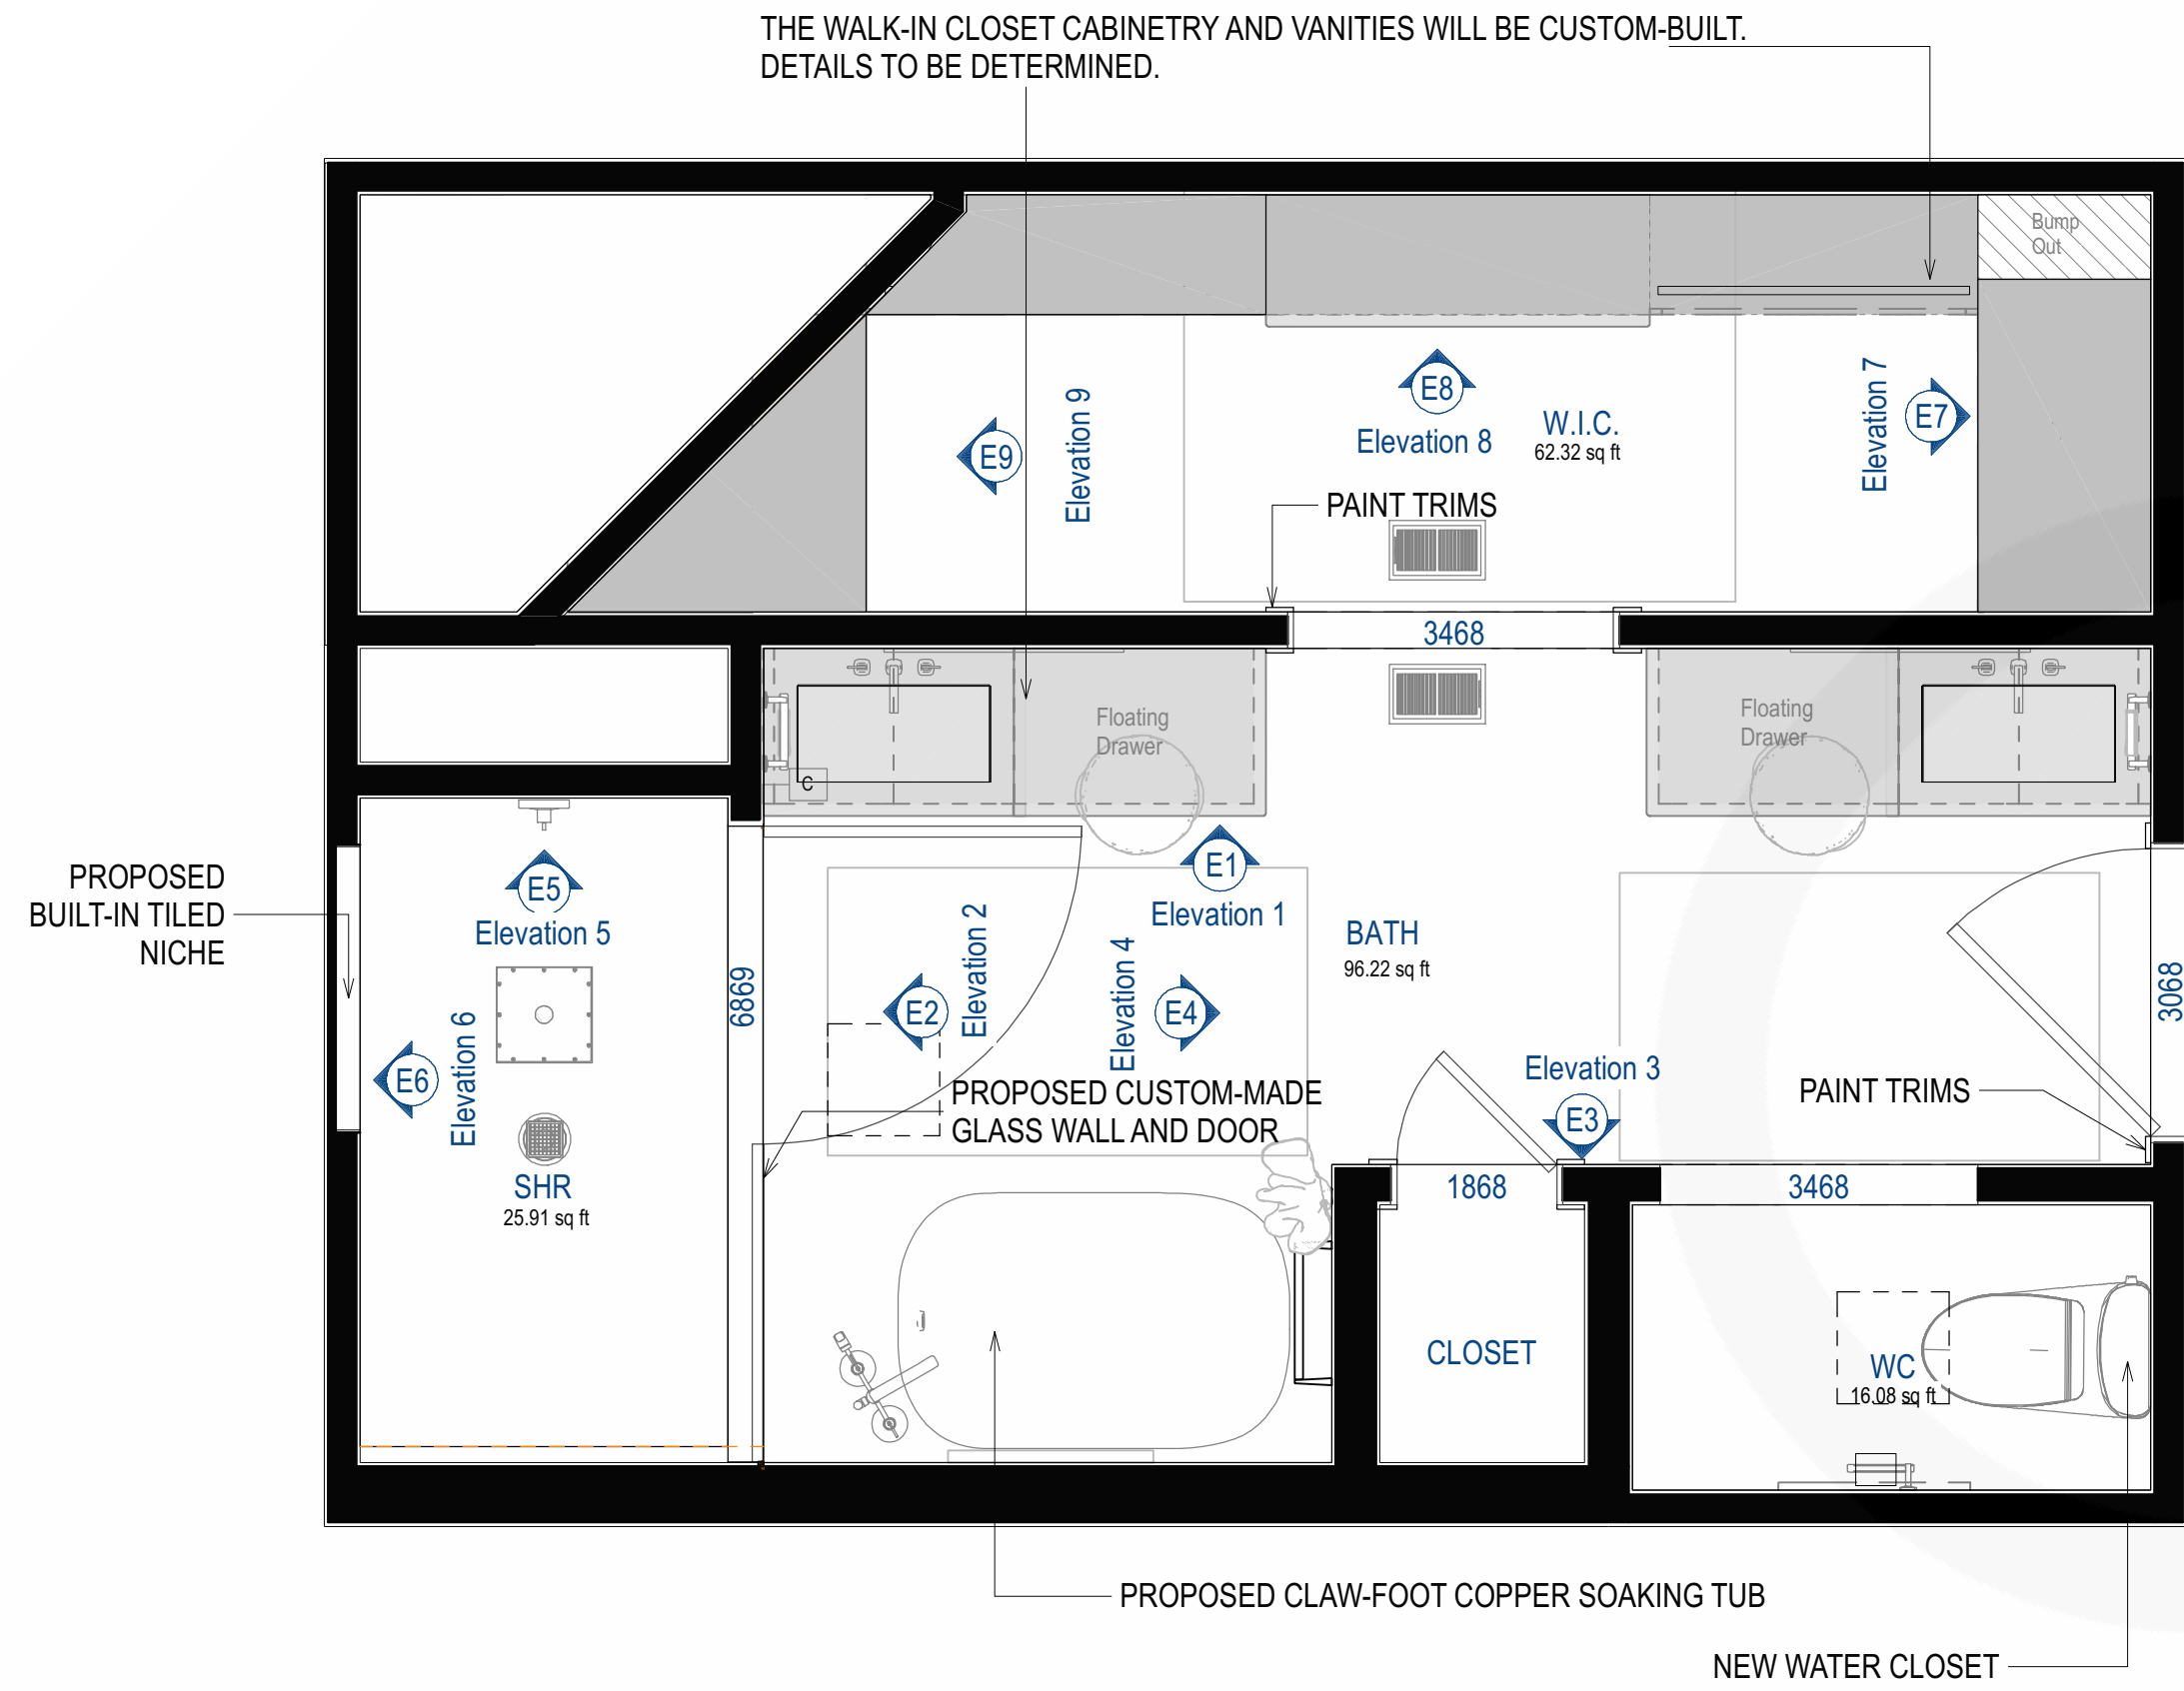 THE WALK-IN CLOSET CABINETRY AND VANITIES WILL BE CUSTOM-BUILT.
DETAILS TO BE DETERMINED.
Bump
Out
E8
Elevation 8
W.I.C.
62.32 sq ft
E9
Elevation 9
Elevation 7
E7
PAINT TRIMS
3468
Floating
Drawer
C
Floating
Drawer
PROPOSED
BUILT-IN TILED
NICHE
E5
Elevation 5
E6
Elevation 6
SHR
25.91 sq ft
6869
E1
Elevation 1
E2
Elevation 2
Elevation 4
E4
BATH
96.22 sq ft
PROPOSED CUSTOM-MADE
GLASS WALL AND DOOR
Elevation 3
E3
PAINT TRIMS
3068
1868
3468
CLOSET
WC
16.08 sq ft
PROPOSED CLAW-FOOT COPPER SOAKING TUB
NEW WATER CLOSET